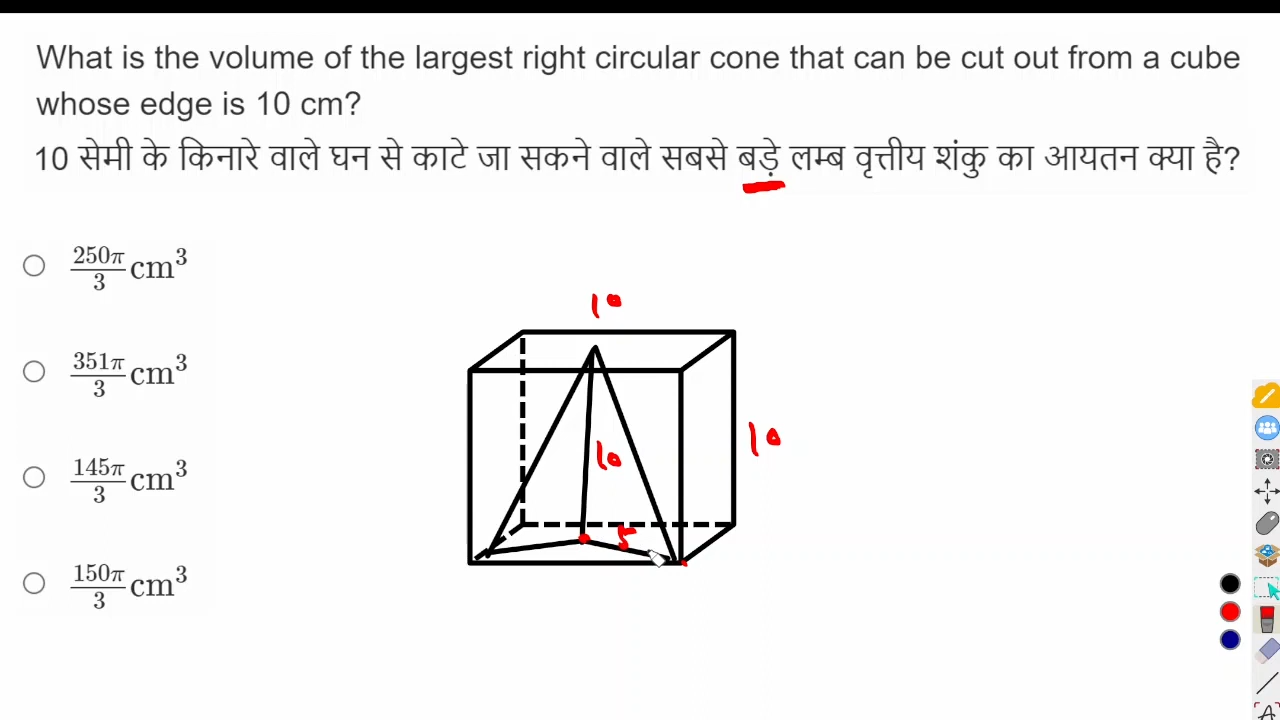 What is the volume of the largest right circular cone that can be cut out from a cube
whose edge is 10 cm?
10 सेमी के किनारे वाले घन से काटे जा सकने वाले सबसे बड़े लम्ब वृत्तीय शंकु का आयतन क्या है?
250π/3 cm³
351π/3 cm³
145π/3 cm³
150π/3 cm³
10
10
10
5
A